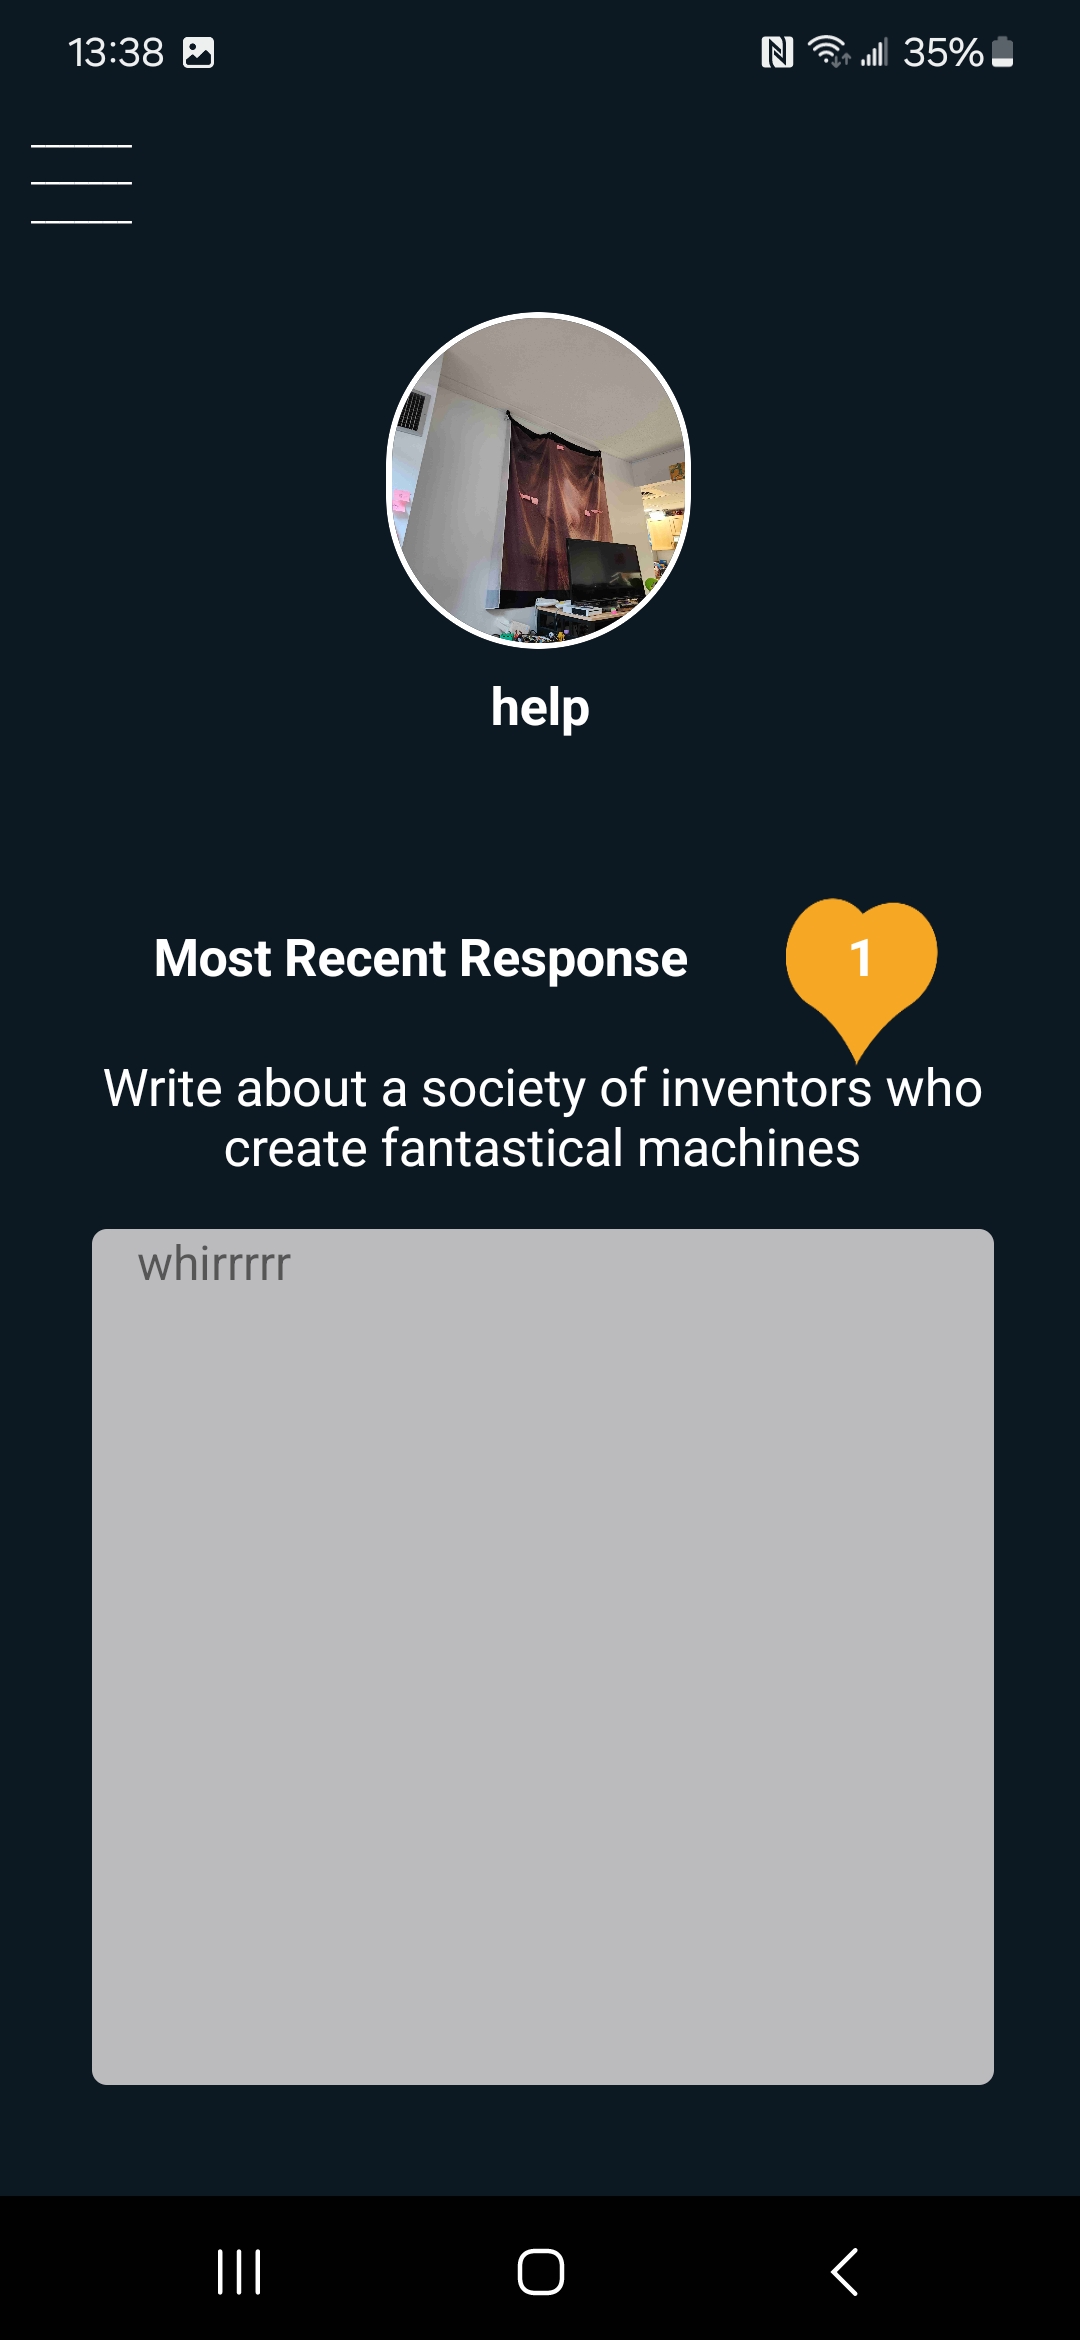 13:38 35%
help
Most Recent Response
1
Write about a society of inventors who
create fantastical machines
whirrrrr